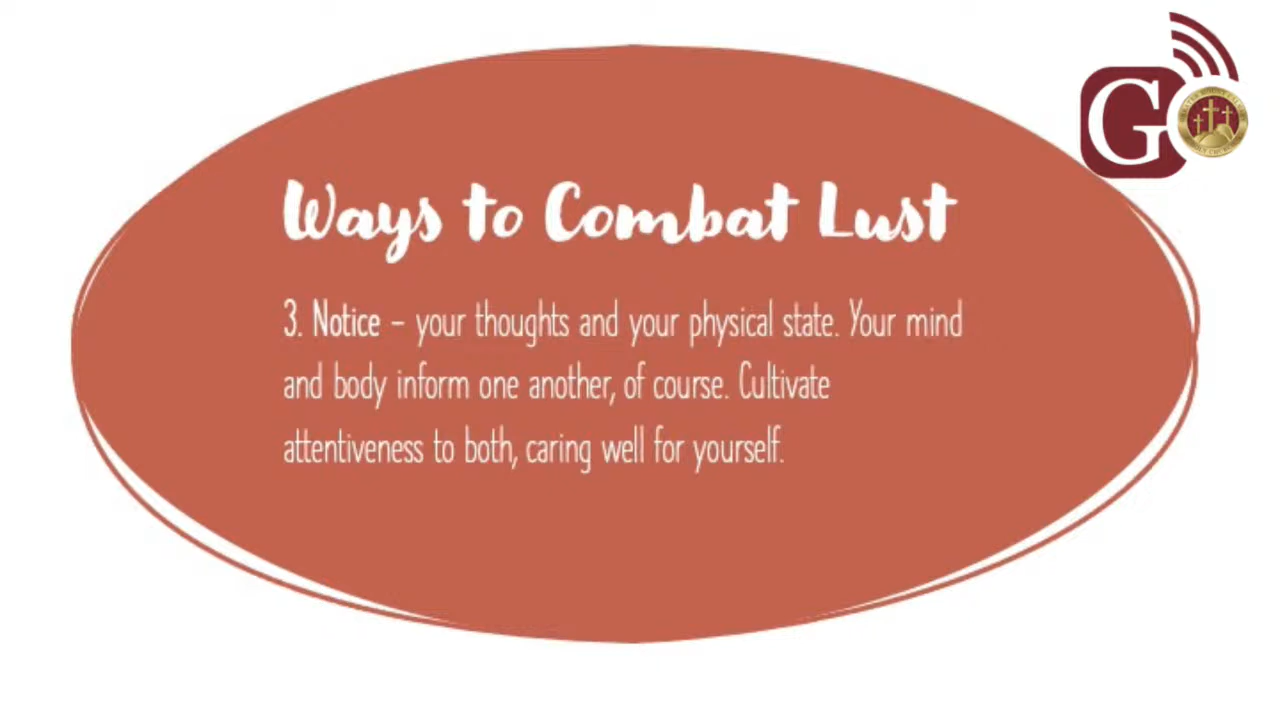 GO
Ways to Combat Lust
3. Notice – your thoughts and your physical state. Your mind
and body inform one another, of course. Cultivate
attentiveness to both, caring well for yourself.